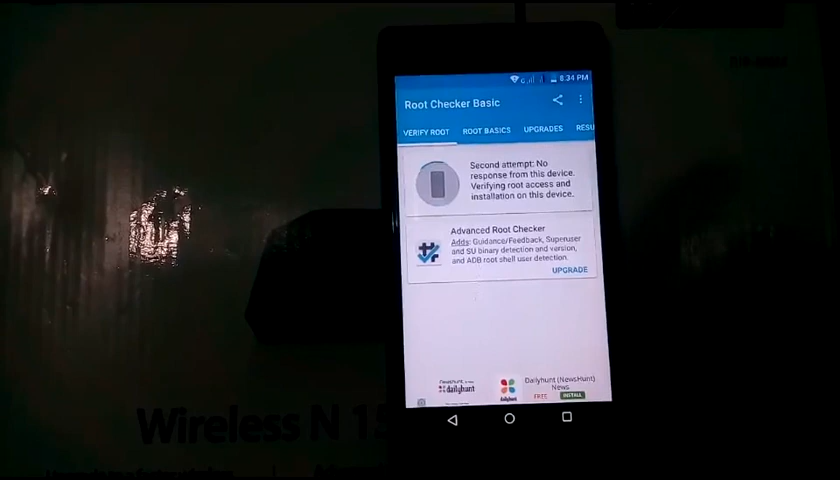 8:34 PM
Root Checker Basic
VERIFY ROOT ROOT BASICS UPGRADES RESU
Second attempt: No
response from this device.
Verifying root access and
installation on this device.
Advanced Root Checker
Adds: Guidance/Feedback, Superuser
and SU binary detection and version,
and ADB root shell user detection.
UPGRADE
dailyhunt
Dailyhunt (NewsHunt)
News
FREE INSTALL
Wireless N 15